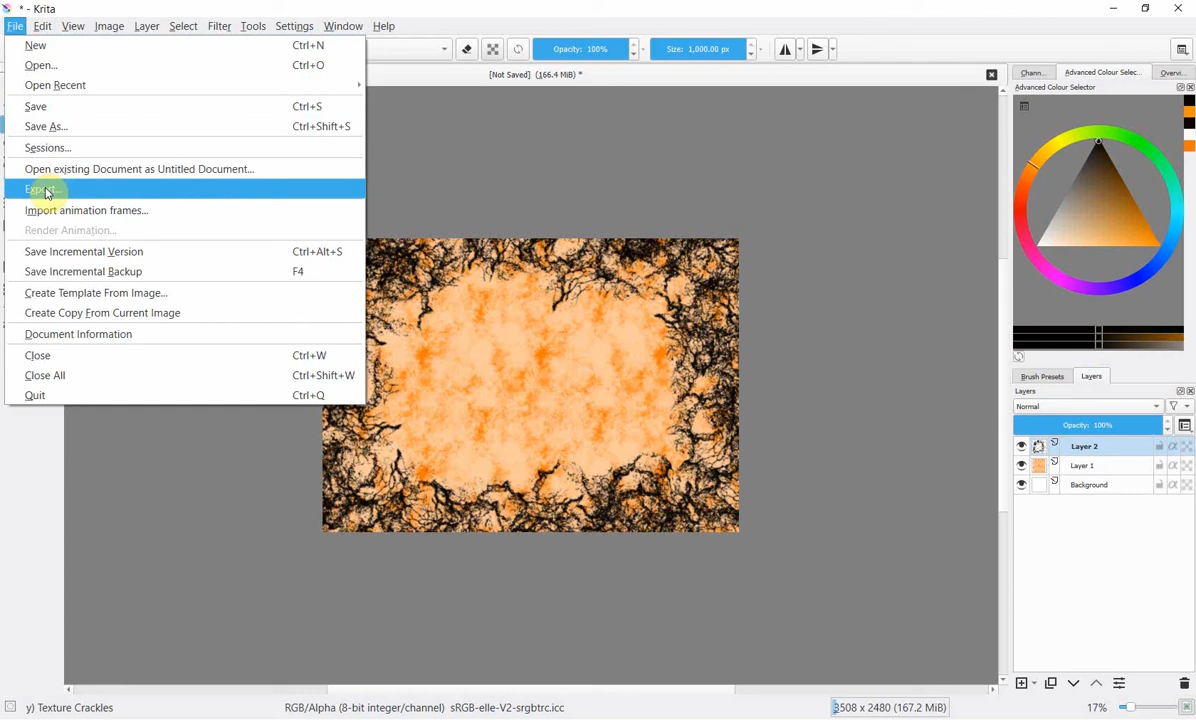 * - Krita
File Edit View Image Layer Select Filter Tools Settings Window Help
Opacity: 100% Size: 1,000.00 px
[Not Saved] (166.4 MiB) *
New Ctrl+N
Open... Ctrl+O
Open Recent
Save Ctrl+S
Save As... Ctrl+Shift+S
Sessions...
Open existing Document as Untitled Document...
Export...
Import animation frames...
Render Animation...
Save Incremental Version Ctrl+Alt+S
Save Incremental Backup F4
Create Template From Image...
Create Copy From Current Image
Document Information
Close Ctrl+W
Close All Ctrl+Shift+W
Quit Ctrl+Q
Chann... Advanced Colour Selec... Overvi...
Advanced Colour Selector
Brush Presets Layers
Layers
Normal
Opacity: 100%
Layer 2
Layer 1
Background
y) Texture Crackles RGB/Alpha (8-bit integer/channel) sRGB-elle-V2-srgbtrc.icc 3508 x 2480 (167.2 MiB) 17%